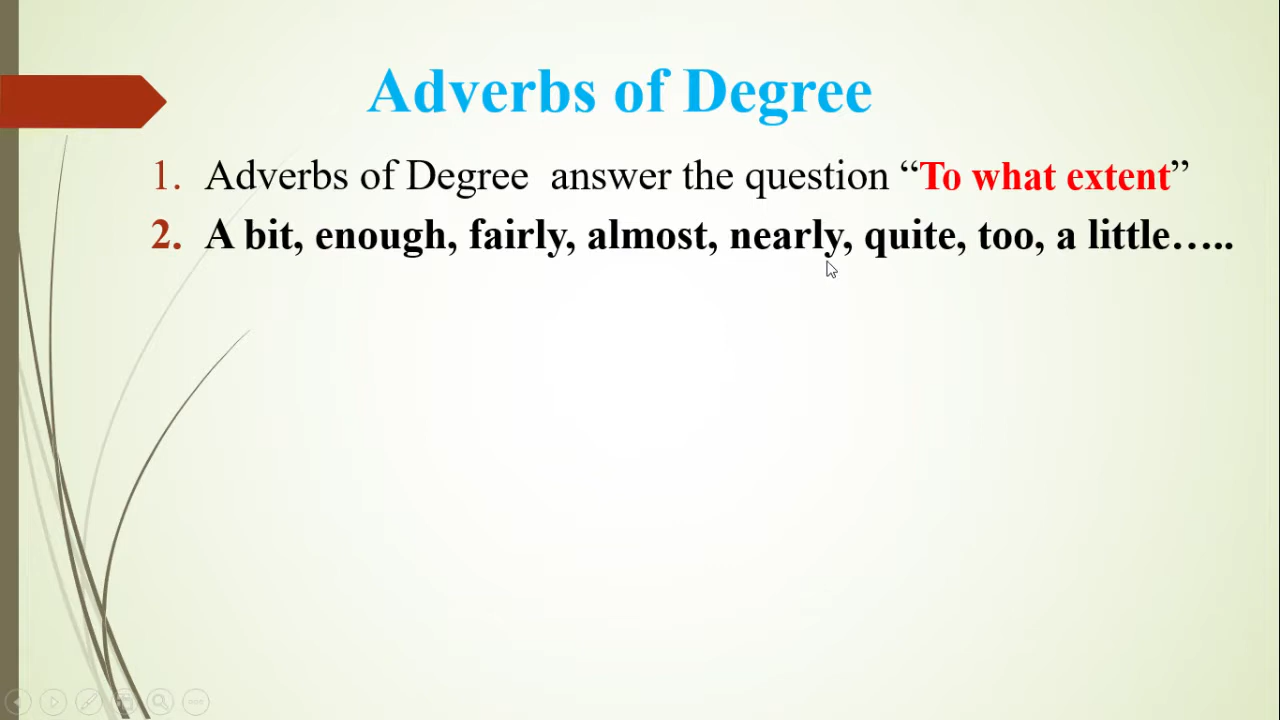 Adverbs of Degree
1. Adverbs of Degree answer the question “To what extent”
2. A bit, enough, fairly, almost, nearly, quite, too, a little…..